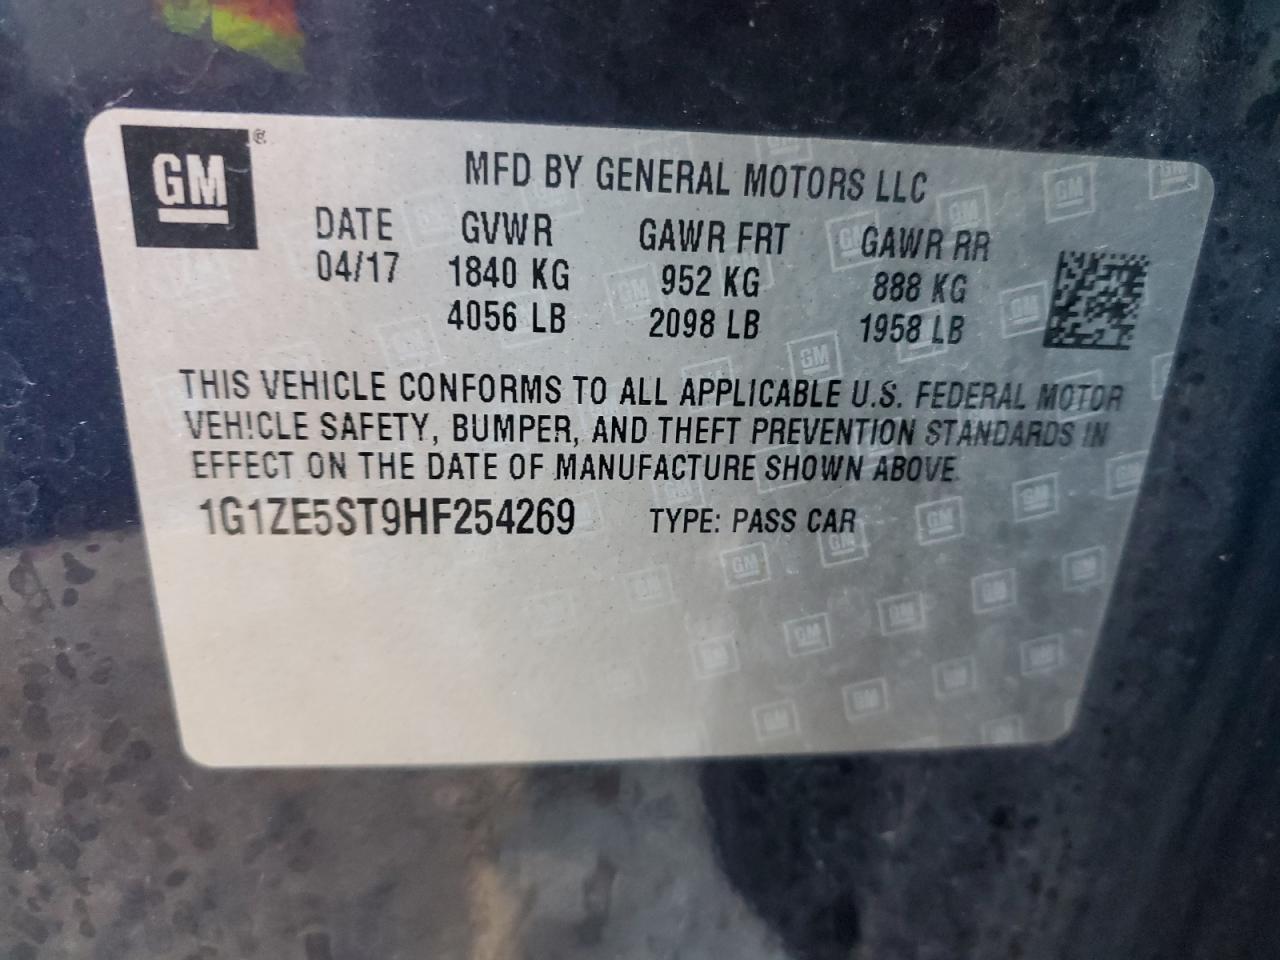 GM
MFD BY GENERAL MOTORS LLC
DATE GVWR GAWR FRT GAWR RR
04/17 1840 KG 952 KG 888 KG
4056 LB 2098 LB 1958 LB
THIS VEHICLE CONFORMS TO ALL APPLICABLE U.S. FEDERAL MOTOR
VEHICLE SAFETY, BUMPER, AND THEFT PREVENTION STANDARDS IN
EFFECT ON THE DATE OF MANUFACTURE SHOWN ABOVE.
1G1ZE5ST9HF254269 TYPE: PASS CAR